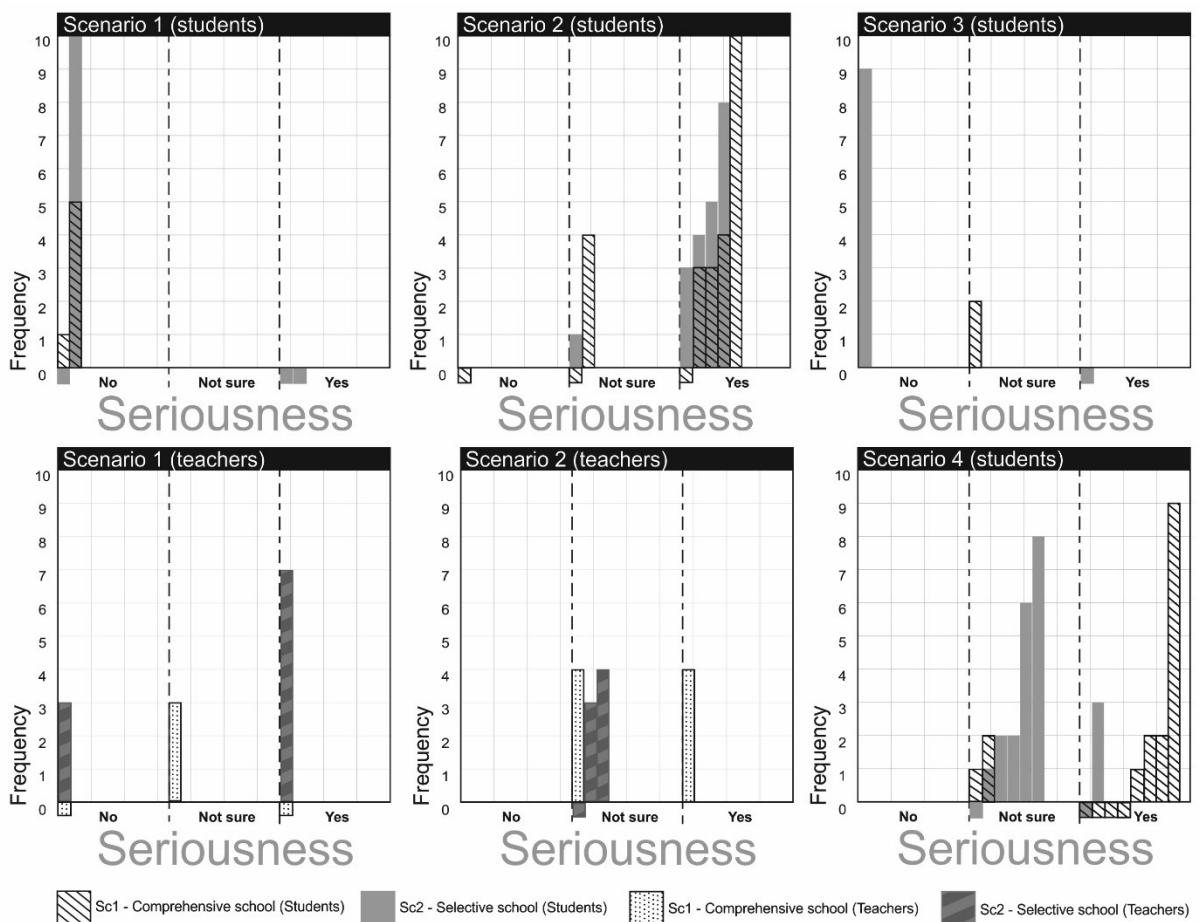 Scenario 1 (students)
10
9
8
7
6
5
4
3
2
1
0
Frequency
No
Not sure
Yes
Seriousness
Scenario 2 (students)
10
9
8
7
6
5
4
3
2
1
0
Frequency
No
Not sure
Yes
Seriousness
Scenario 3 (students)
10
9
8
7
6
5
4
3
2
1
0
Frequency
No
Not sure
Yes
Seriousness
Scenario 1 (teachers)
10
9
8
7
6
5
4
3
2
1
0
Frequency
No
Not sure
Yes
Seriousness
Scenario 2 (teachers)
10
9
8
7
6
5
4
3
2
1
0
Frequency
No
Not sure
Yes
Seriousness
Scenario 4 (students)
10
9
8
7
6
5
4
3
2
1
0
Frequency
No
Not sure
Yes
Seriousness
Sc1 - Comprehensive school (Students)
Sc2 - Selective school (Students)
Sc1 - Comprehensive school (Teachers)
Sc2 - Selective school (Teachers)